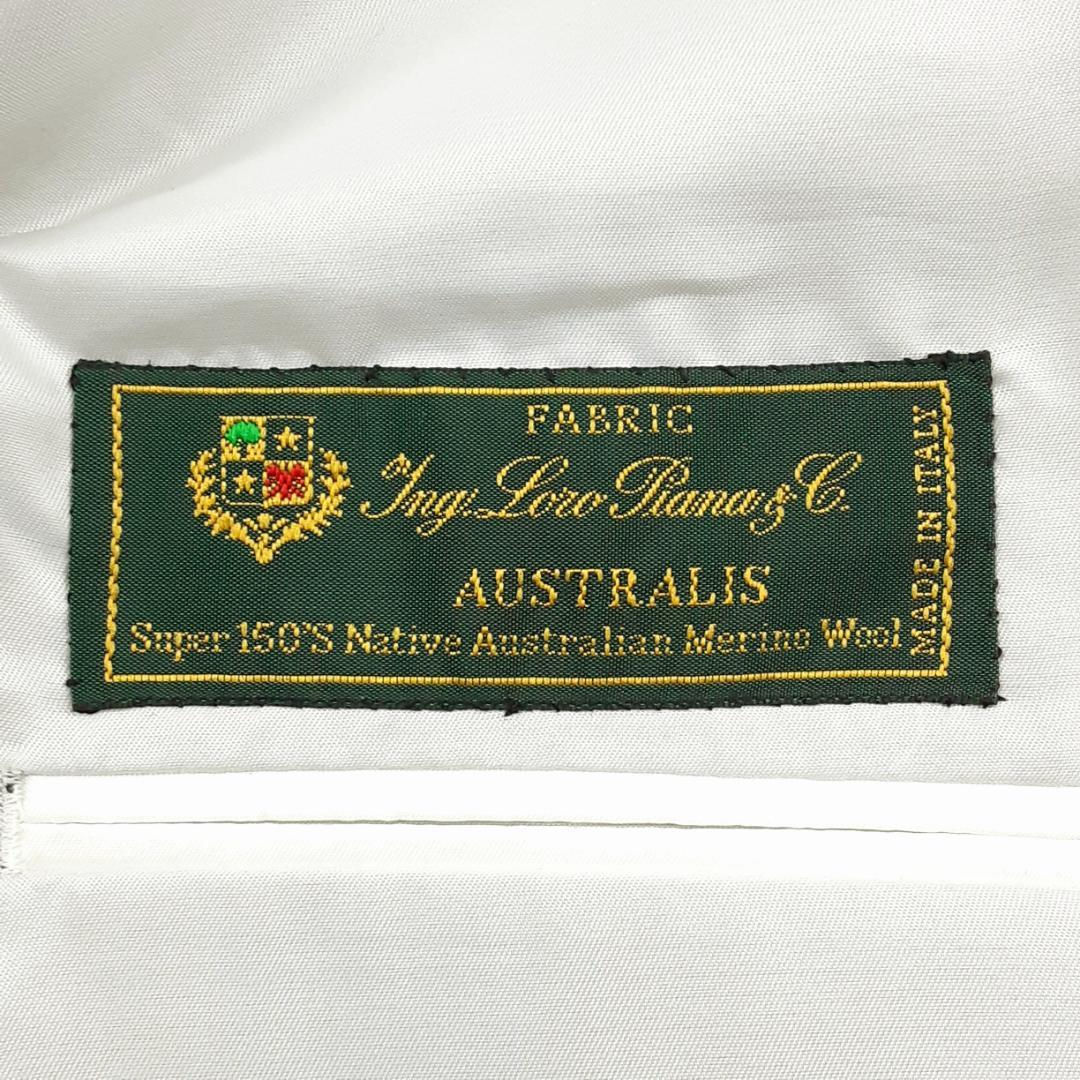 FABRIC
Ing. Loro Piana & C.
AUSTRALIS
Super 150'S Native Australian Merino Wool
MADE IN ITALY